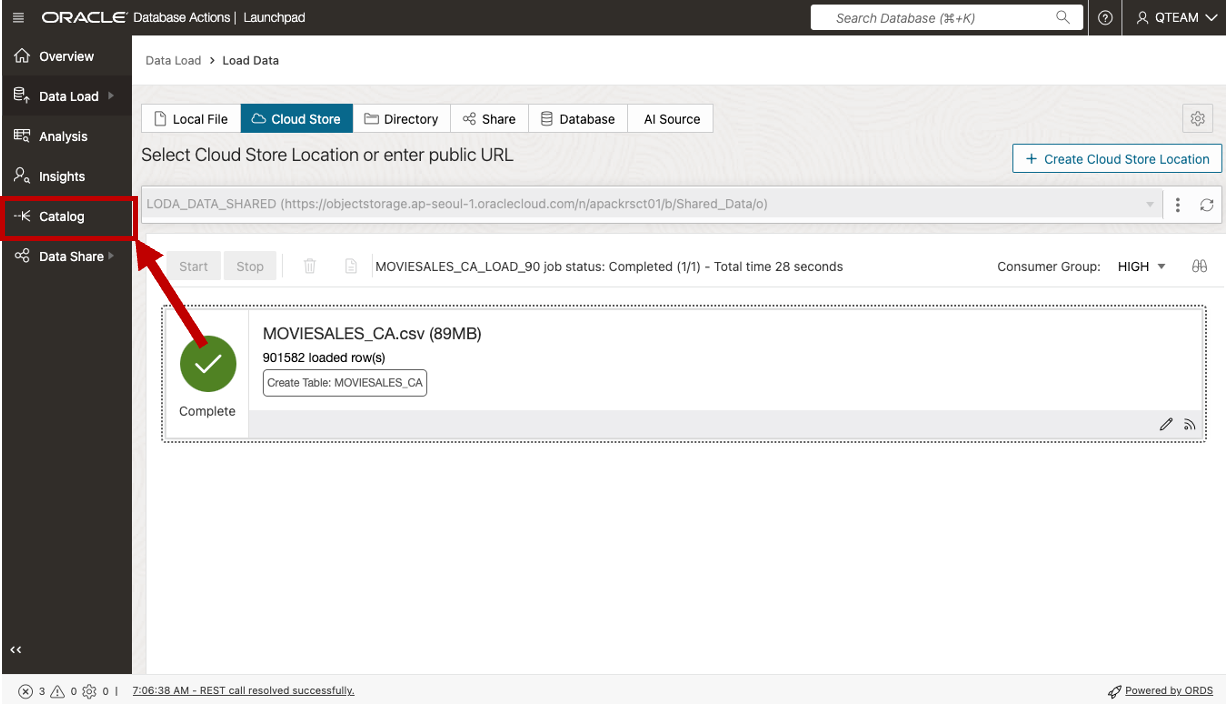 ORACLE Database Actions | Launchpad
Search Database (⌘+K)
QTEAM
Overview
Data Load
Analysis
Insights
Catalog
Data Share
Data Load > Load Data
Local File Cloud Store Directory Share Database AI Source
Select Cloud Store Location or enter public URL
+ Create Cloud Store Location
LODA_DATA_SHARED (https://objectstorage.ap-seoul-1.oraclecloud.com/n/apackrsct01/b/Shared_Data/o)
Start Stop MOVIESALES_CA_LOAD_90 job status: Completed (1/1) - Total time 28 seconds Consumer Group: HIGH
MOVIESALES_CA.csv (89MB)
901582 loaded row(s)
Create Table: MOVIESALES_CA
Complete
3 0 0 | 7:06:38 AM - REST call resolved successfully.
Powered by ORDS